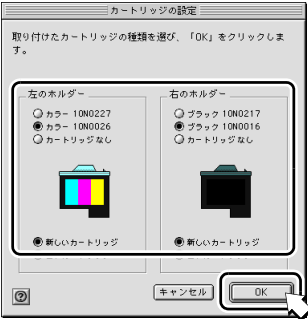 カートリッジの設定
取り付けたカートリッジの種類を選び、「OK」をクリックしま
す。
左のホルダー
カラー 10N0227
カラー 10N0026
カートリッジなし
新しいカートリッジ
右のホルダー
ブラック 10N0217
ブラック 10N0016
カートリッジなし
新しいカートリッジ
?
キャンセル
OK